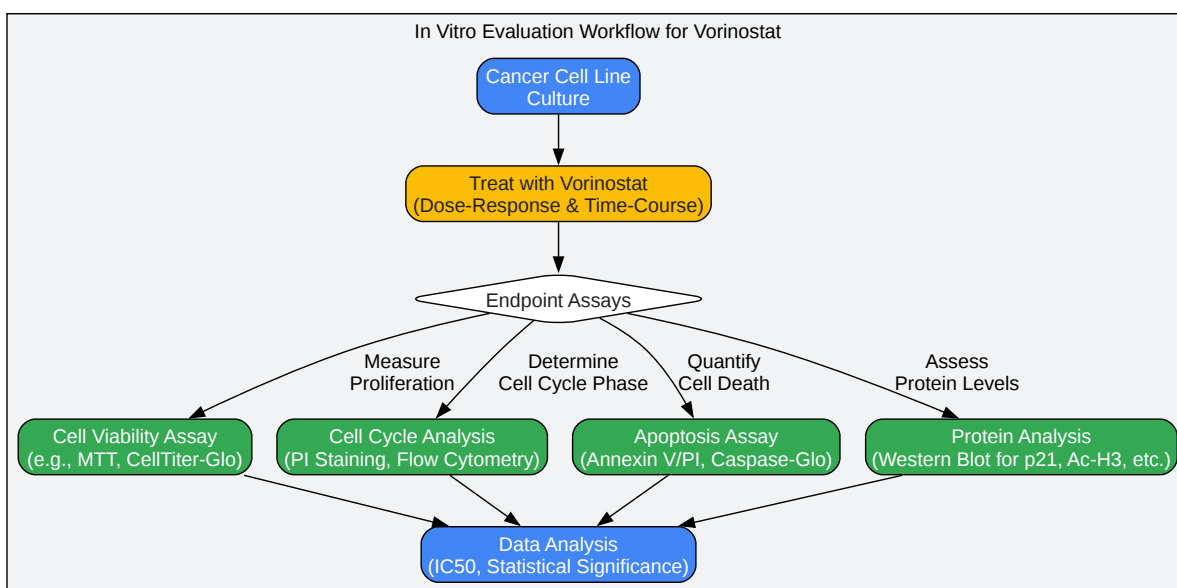 In Vitro Evaluation Workflow for Vorinostat
Cancer Cell Line
Culture
Treat with Vorinostat
(Dose-Response & Time-Course)
Endpoint Assays
Measure
Proliferation
Determine
Cell Cycle Phase
Quantify
Cell Death
Assess
Protein Levels
Cell Viability Assay
(e.g., MTT, CellTiter-Glo)
Cell Cycle Analysis
(PI Staining, Flow Cytometry)
Apoptosis Assay
(Annexin V/PI, Caspase-Glo)
Protein Analysis
(Western Blot for p21, Ac-H3, etc.)
Data Analysis
(IC50, Statistical Significance)